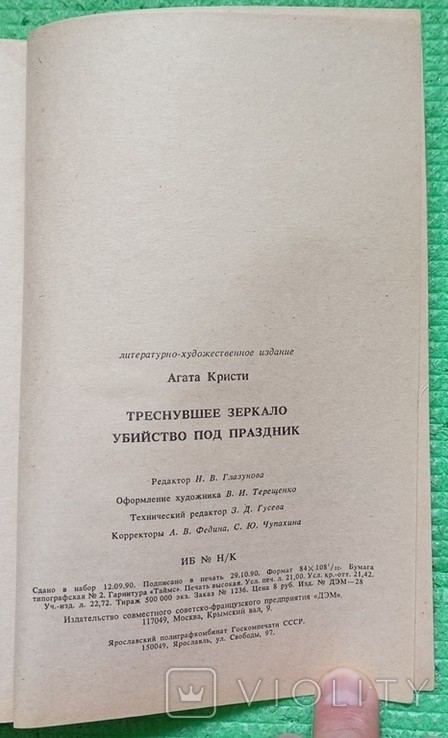 литературно-художественное издание
Агата Кристи
ТРЕСНУВШЕЕ ЗЕРКАЛО
УБИЙСТВО ПОД ПРАЗДНИК
Редактор Н. В. Глазунова
Оформление художника В. И. Терещенко
Технический редактор З. Д. Гусева
Корректоры А. В. Федина, С. Ю. Чупахина
ИБ № Н/К
Сдано в набор 12.09.90. Подписано в печать 29.10.90. Формат 84×108¹/₃₂. Бумага
типографская № 2. Гарнитура «Таймс». Печать высокая. Усл. печ. л. 21,00. Усл. кр.-отт. 21,42.
Уч.-изд. л. 22,72. Тираж 500 000 экз. Заказ № 1236. Цена 8 руб. Изд. № ДЭМ—28
Издательство совместного советско-французского предприятия «ДЭМ».
117049, Москва, Крымский вал, 9.
Ярославский полиграфкомбинат Госкомпечати СССР.
150049, Ярославль, ул. Свободы, 97.
VIOLITY